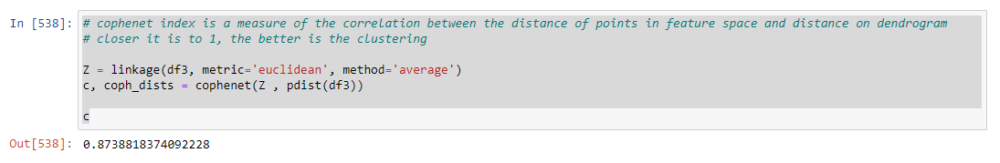 In [538]: # cophenet index is a measure of the correlation between the distance of points in feature space and distance on dendrogram
# closer it is to 1, the better is the clustering
Z = linkage(df3, metric='euclidean', method='average')
c, coph_dists = cophenet(Z , pdist(df3))
c
Out[538]: 0.8738818374092228